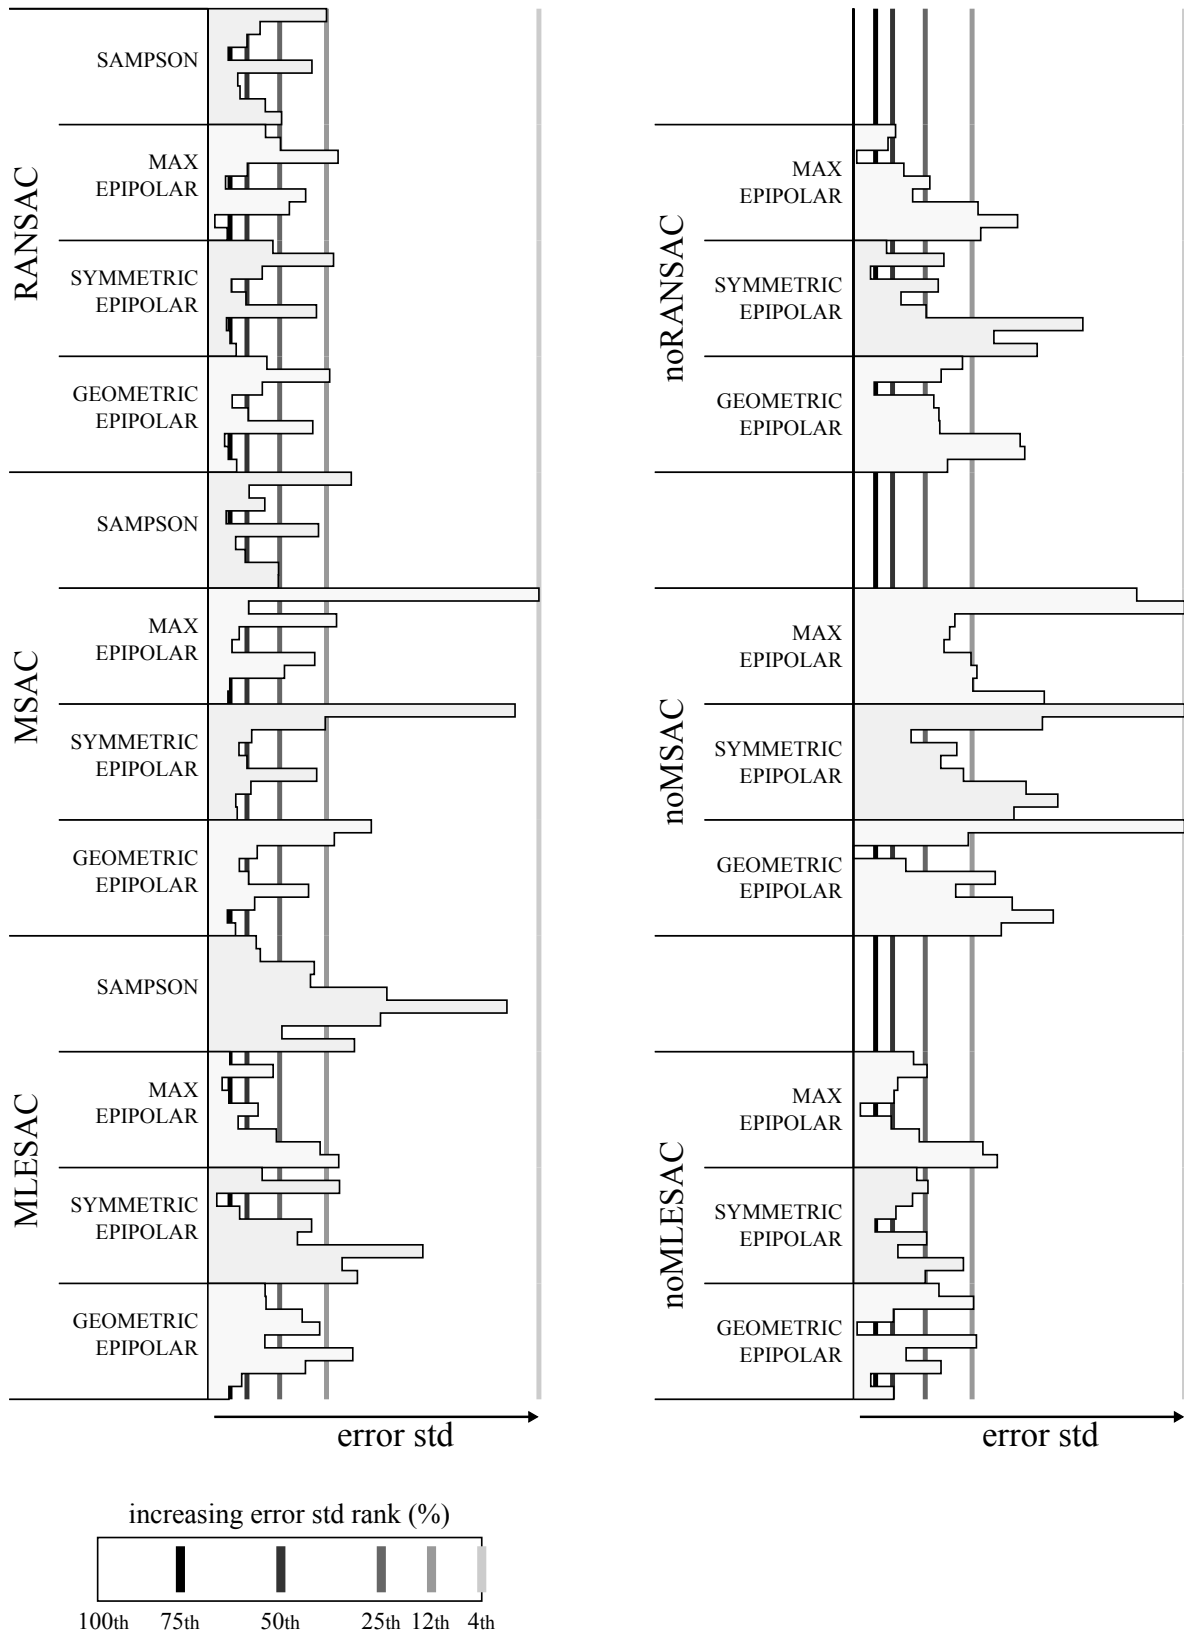 RANSAC
SAMPSON
MAX
EPIPOLAR
SYMMETRIC
EPIPOLAR
GEOMETRIC
EPIPOLAR
MSAC
SAMPSON
MAX
EPIPOLAR
SYMMETRIC
EPIPOLAR
GEOMETRIC
EPIPOLAR
MLESAC
SAMPSON
MAX
EPIPOLAR
SYMMETRIC
EPIPOLAR
GEOMETRIC
EPIPOLAR
error std
noRANSAC
MAX
EPIPOLAR
SYMMETRIC
EPIPOLAR
GEOMETRIC
EPIPOLAR
noMSAC
MAX
EPIPOLAR
SYMMETRIC
EPIPOLAR
GEOMETRIC
EPIPOLAR
noMLESAC
MAX
EPIPOLAR
SYMMETRIC
EPIPOLAR
GEOMETRIC
EPIPOLAR
error std
increasing error std rank (%)
100th 75th 50th 25th 12th 4th